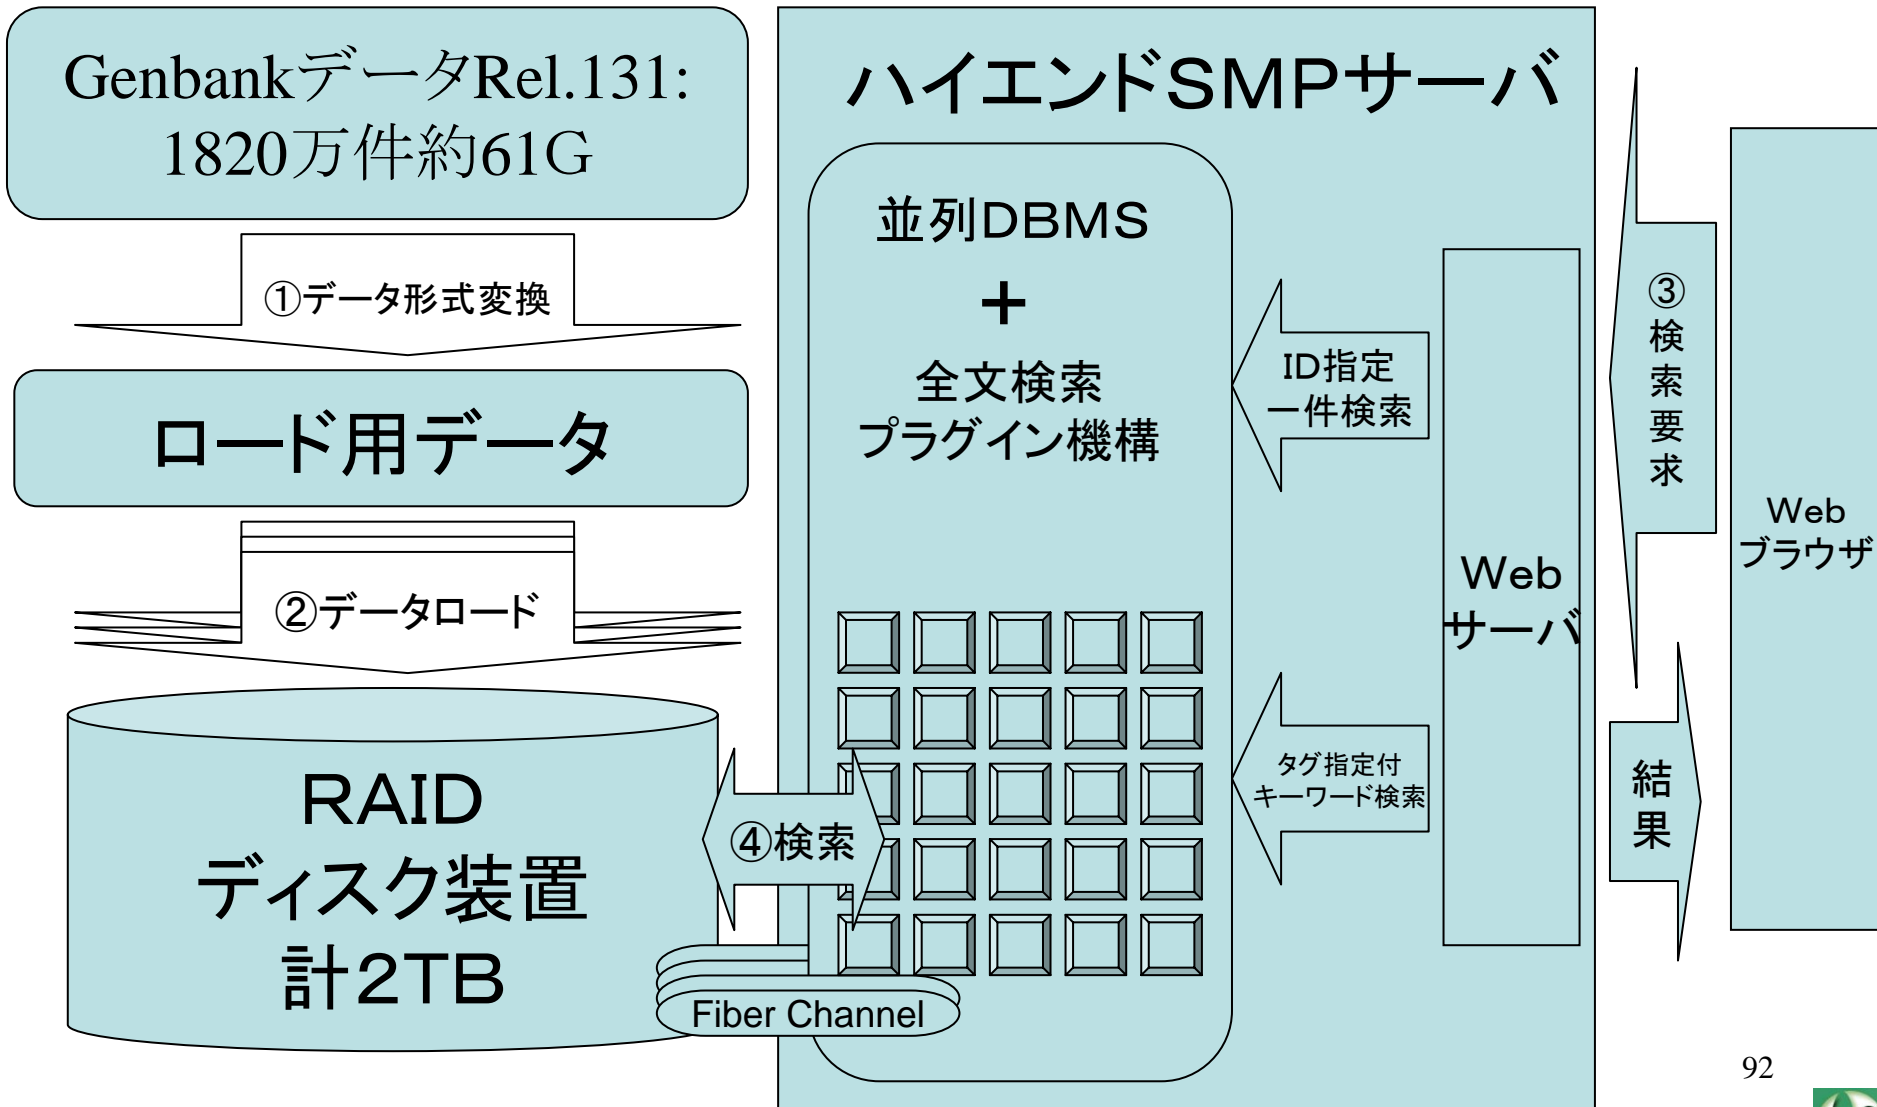 GenbankデータRel.131:
1820万件約61G
①データ形式変換
ロード用データ
②データロード
RAID
ディスク装置
計2TB
④検索
Fiber Channel
ハイエンドSMPサーバ
並列DBMS
+
全文検索
プラグイン機構
ID指定
一件検索
タグ指定付
キーワード検索
Web
サーバ
③
検
索
要
求
結
果
Web
ブラウザ
92